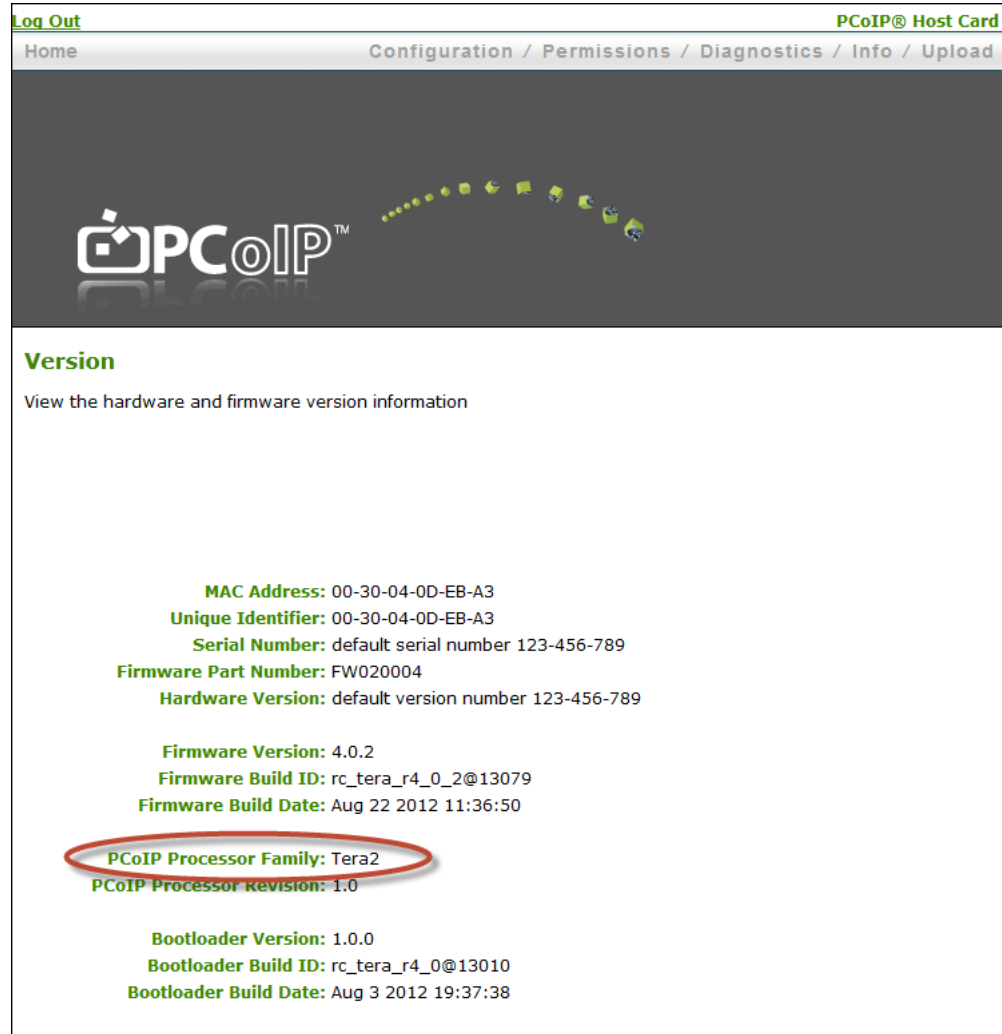 Log Out PCoIP® Host Card
Home Configuration / Permissions / Diagnostics / Info / Upload
PCoIP™
Version
View the hardware and firmware version information
MAC Address: 00-30-04-0D-EB-A3
Unique Identifier: 00-30-04-0D-EB-A3
Serial Number: default serial number 123-456-789
Firmware Part Number: FW020004
Hardware Version: default version number 123-456-789
Firmware Version: 4.0.2
Firmware Build ID: rc_tera_r4_0_2@13079
Firmware Build Date: Aug 22 2012 11:36:50
PCoIP Processor Family: Tera2
PCoIP Processor Revision: 1.0
Bootloader Version: 1.0.0
Bootloader Build ID: rc_tera_r4_0@13010
Bootloader Build Date: Aug 3 2012 19:37:38